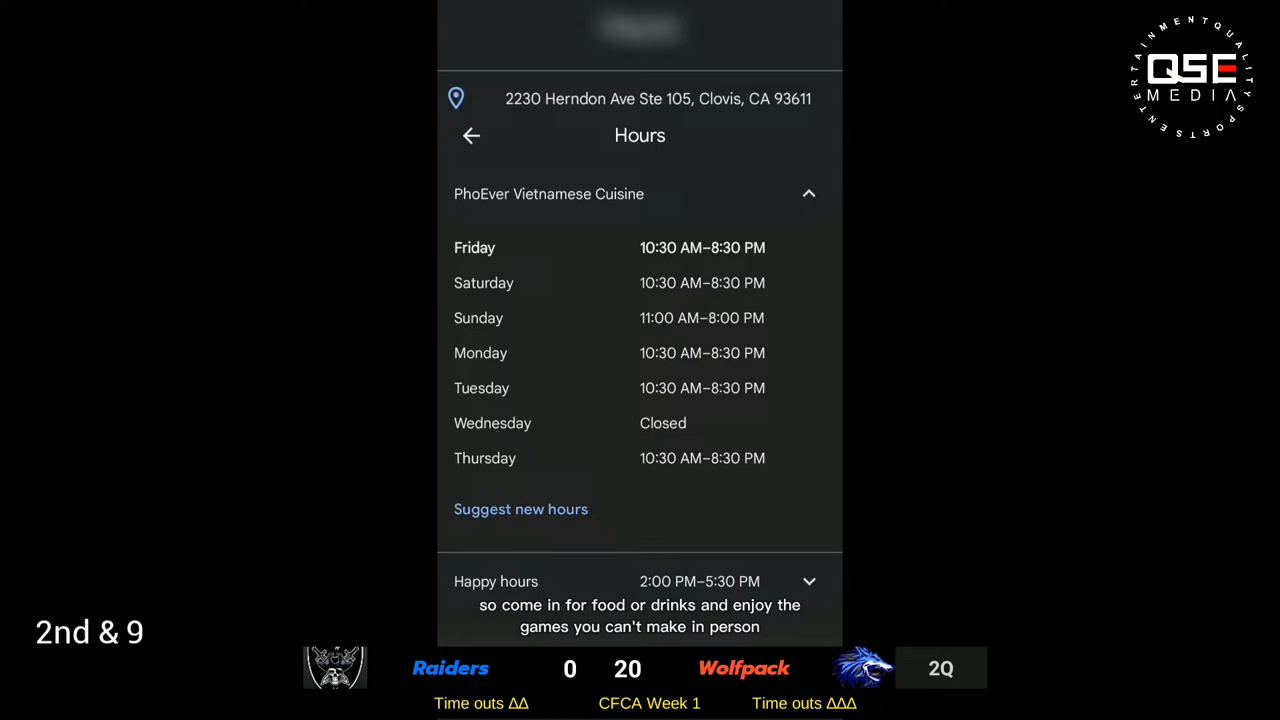 QSE
MEDIA
ENTERTAINMENT QUALITY SPORTS
2230 Herndon Ave Ste 105, Clovis, CA 93611
Hours
PhoEver Vietnamese Cuisine
Friday 10:30 AM–8:30 PM
Saturday 10:30 AM–8:30 PM
Sunday 11:00 AM–8:00 PM
Monday 10:30 AM–8:30 PM
Tuesday 10:30 AM–8:30 PM
Wednesday Closed
Thursday 10:30 AM–8:30 PM
Suggest new hours
Happy hours 2:00 PM–5:30 PM
so come in for food or drinks and enjoy the
games you can't make in person
2nd & 9
Raiders 0 20 Wolfpack 2Q
Time outs ΔΔ CFCA Week 1 Time outs ΔΔΔ